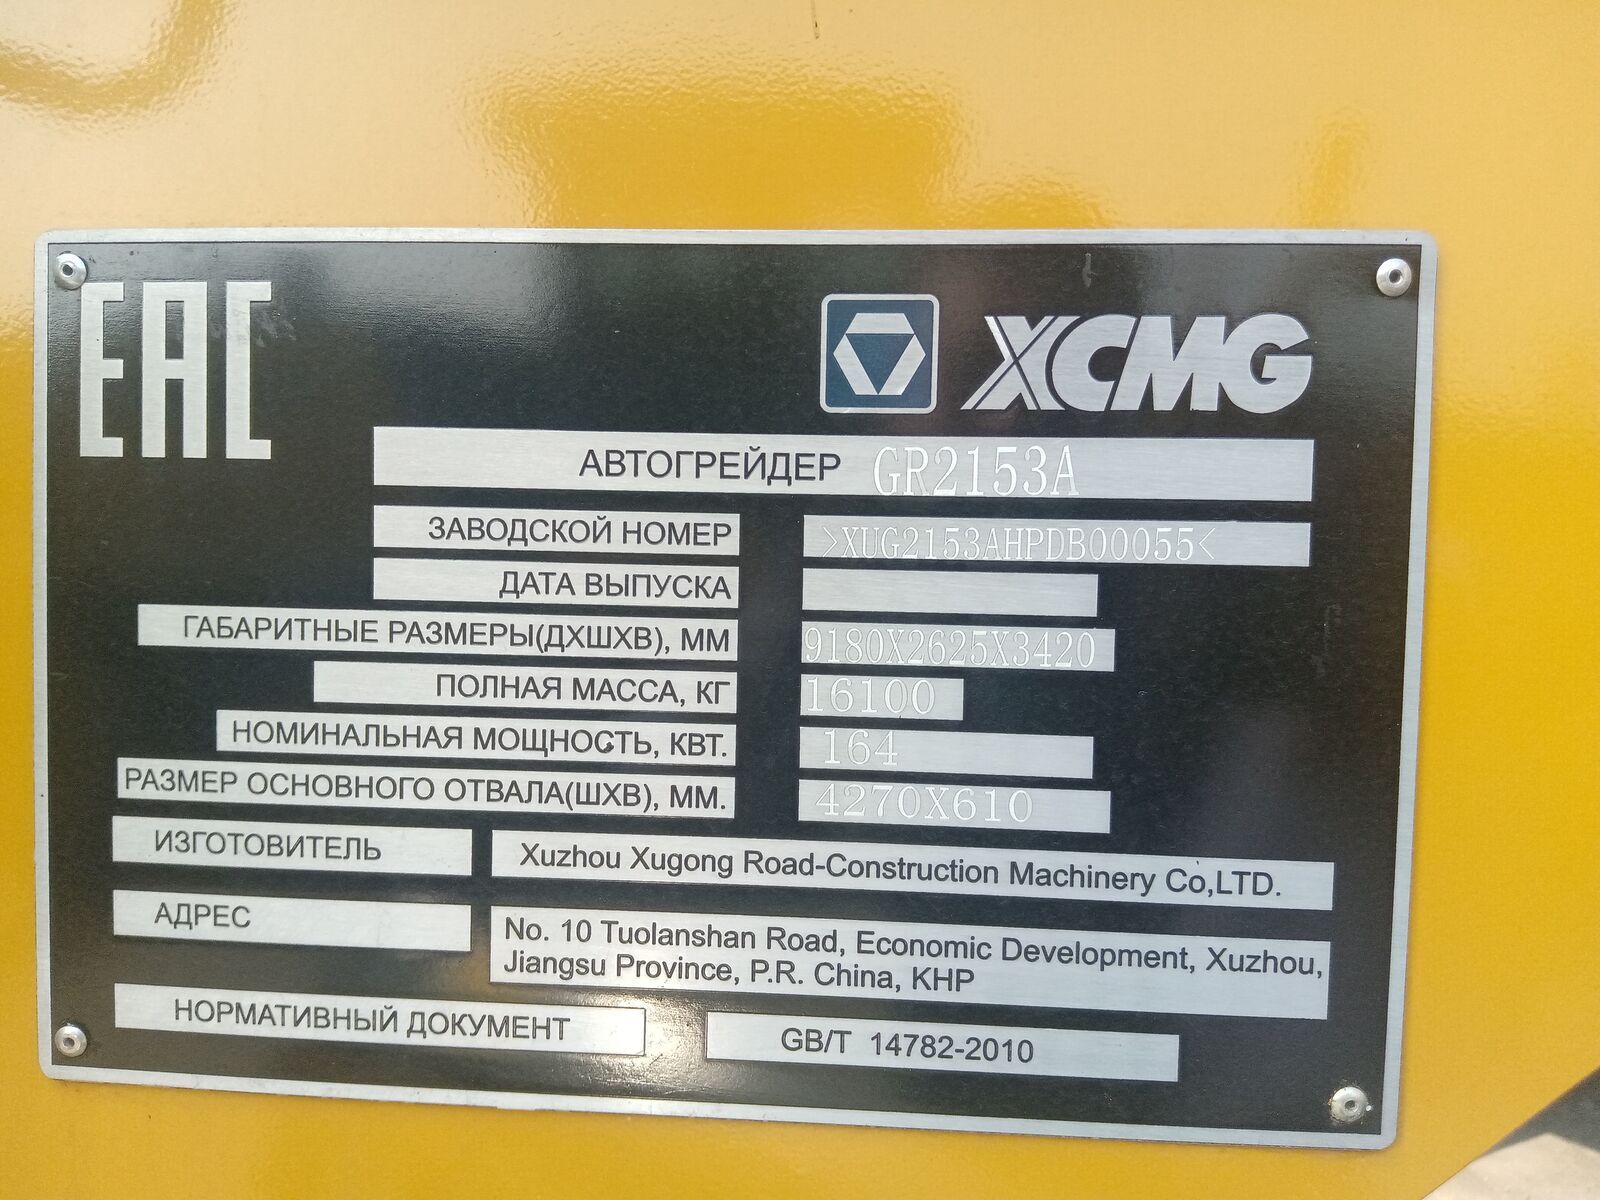 EAC
XCMG
АВТОГРЕЙДЕР GR2153A
ЗАВОДСКОЙ НОМЕР >XUG2153AHPDB00055<
ДАТА ВЫПУСКА
ГАБАРИТНЫЕ РАЗМЕРЫ(ДХШХВ), ММ 9180X2625X3420
ПОЛНАЯ МАССА, КГ 16100
НОМИНАЛЬНАЯ МОЩНОСТЬ, КВТ. 164
РАЗМЕР ОСНОВНОГО ОТВАЛА(ШХВ), ММ. 4270X610
ИЗГОТОВИТЕЛЬ Xuzhou Xugong Road-Construction Machinery Co,LTD.
АДРЕС No. 10 Tuolanshan Road, Economic Development, Xuzhou,
Jiangsu Province, P.R. China, КНР
НОРМАТИВНЫЙ ДОКУМЕНТ GB/T 14782-2010